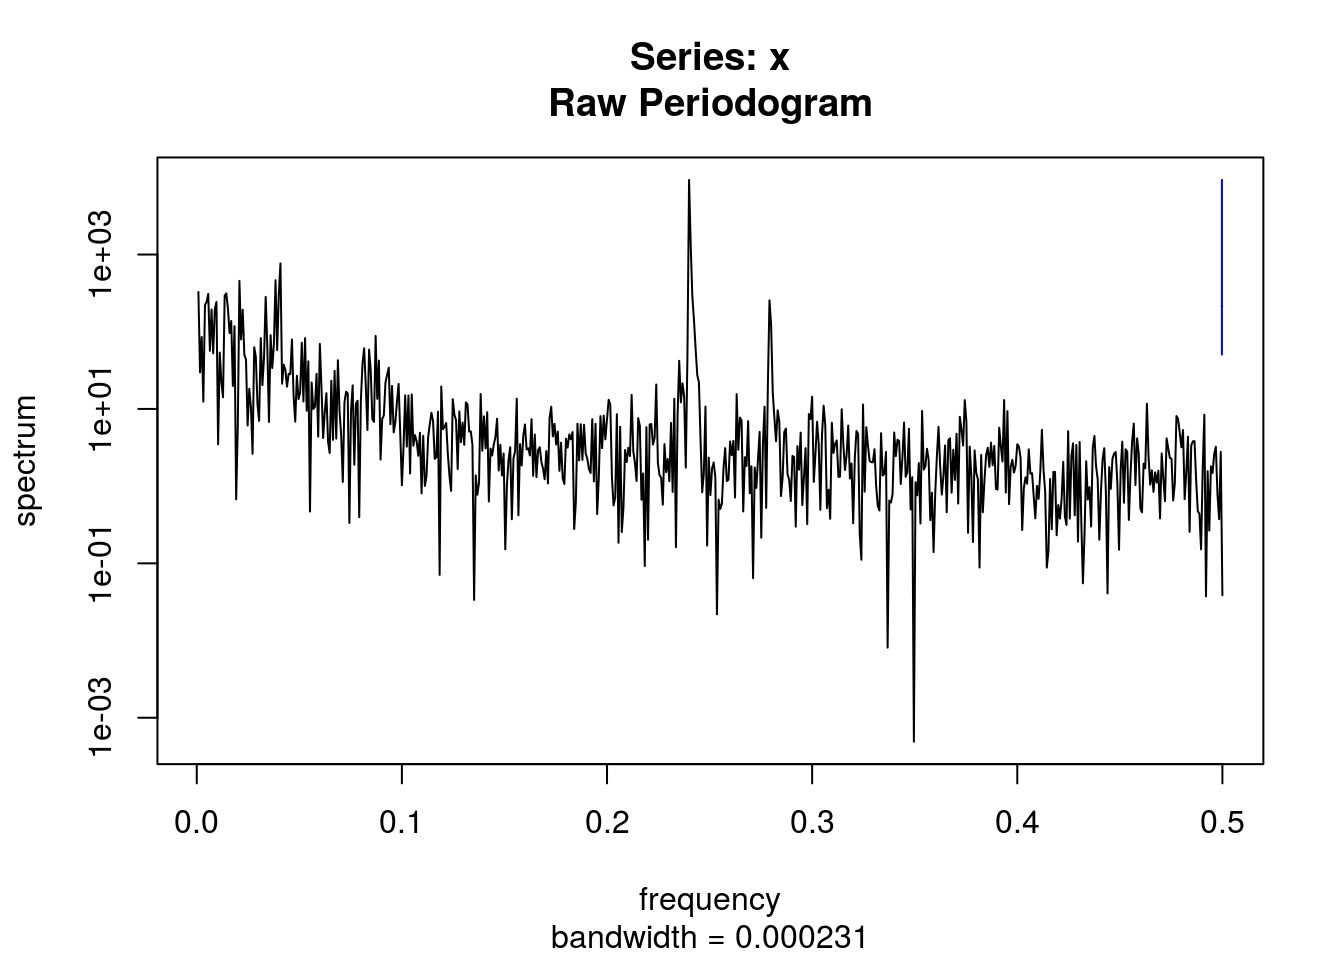 Series: x
Raw Periodogram
spectrum
1e+03
1e+01
1e-01
1e-03
0.0 0.1 0.2 0.3 0.4 0.5
frequency
bandwidth = 0.000231